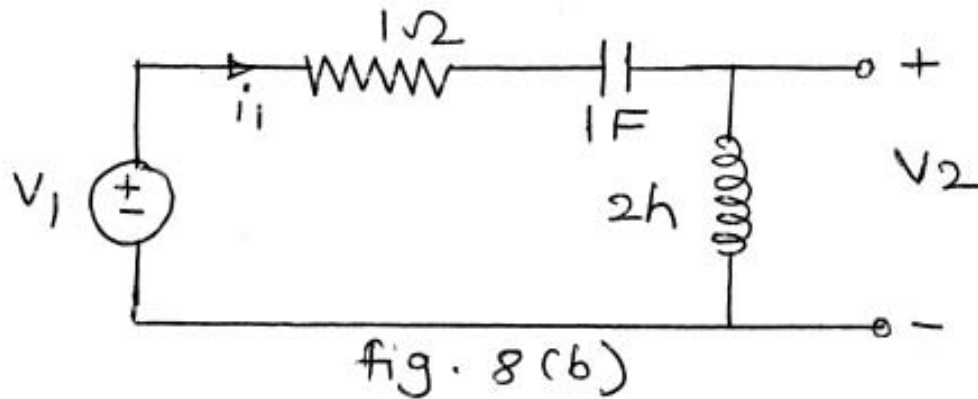 1Ω
+
i1
1F
V1
+
-
2h
V2
-
fig. 8(b)